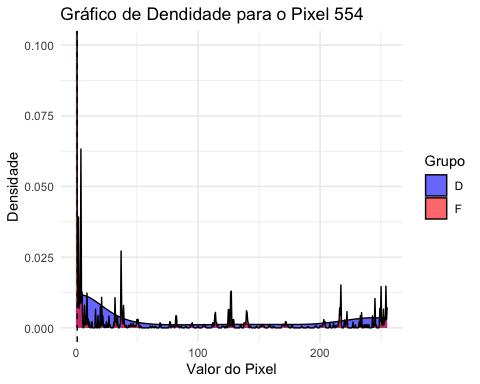 Gráfico de Dendidade para o Pixel 554
0.100
0.075
0.050
0.025
0.000
Densidade
0
100
200
Valor do Pixel
Grupo
D
F